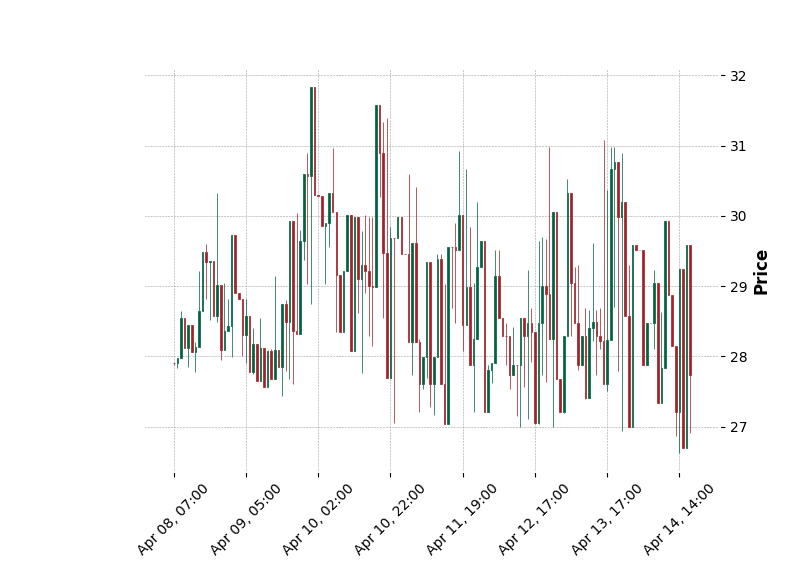 32
31
30
29
28
27
Price
Apr 08, 07:00
Apr 09, 05:00
Apr 10, 02:00
Apr 10, 22:00
Apr 11, 19:00
Apr 12, 17:00
Apr 13, 17:00
Apr 14, 14:00